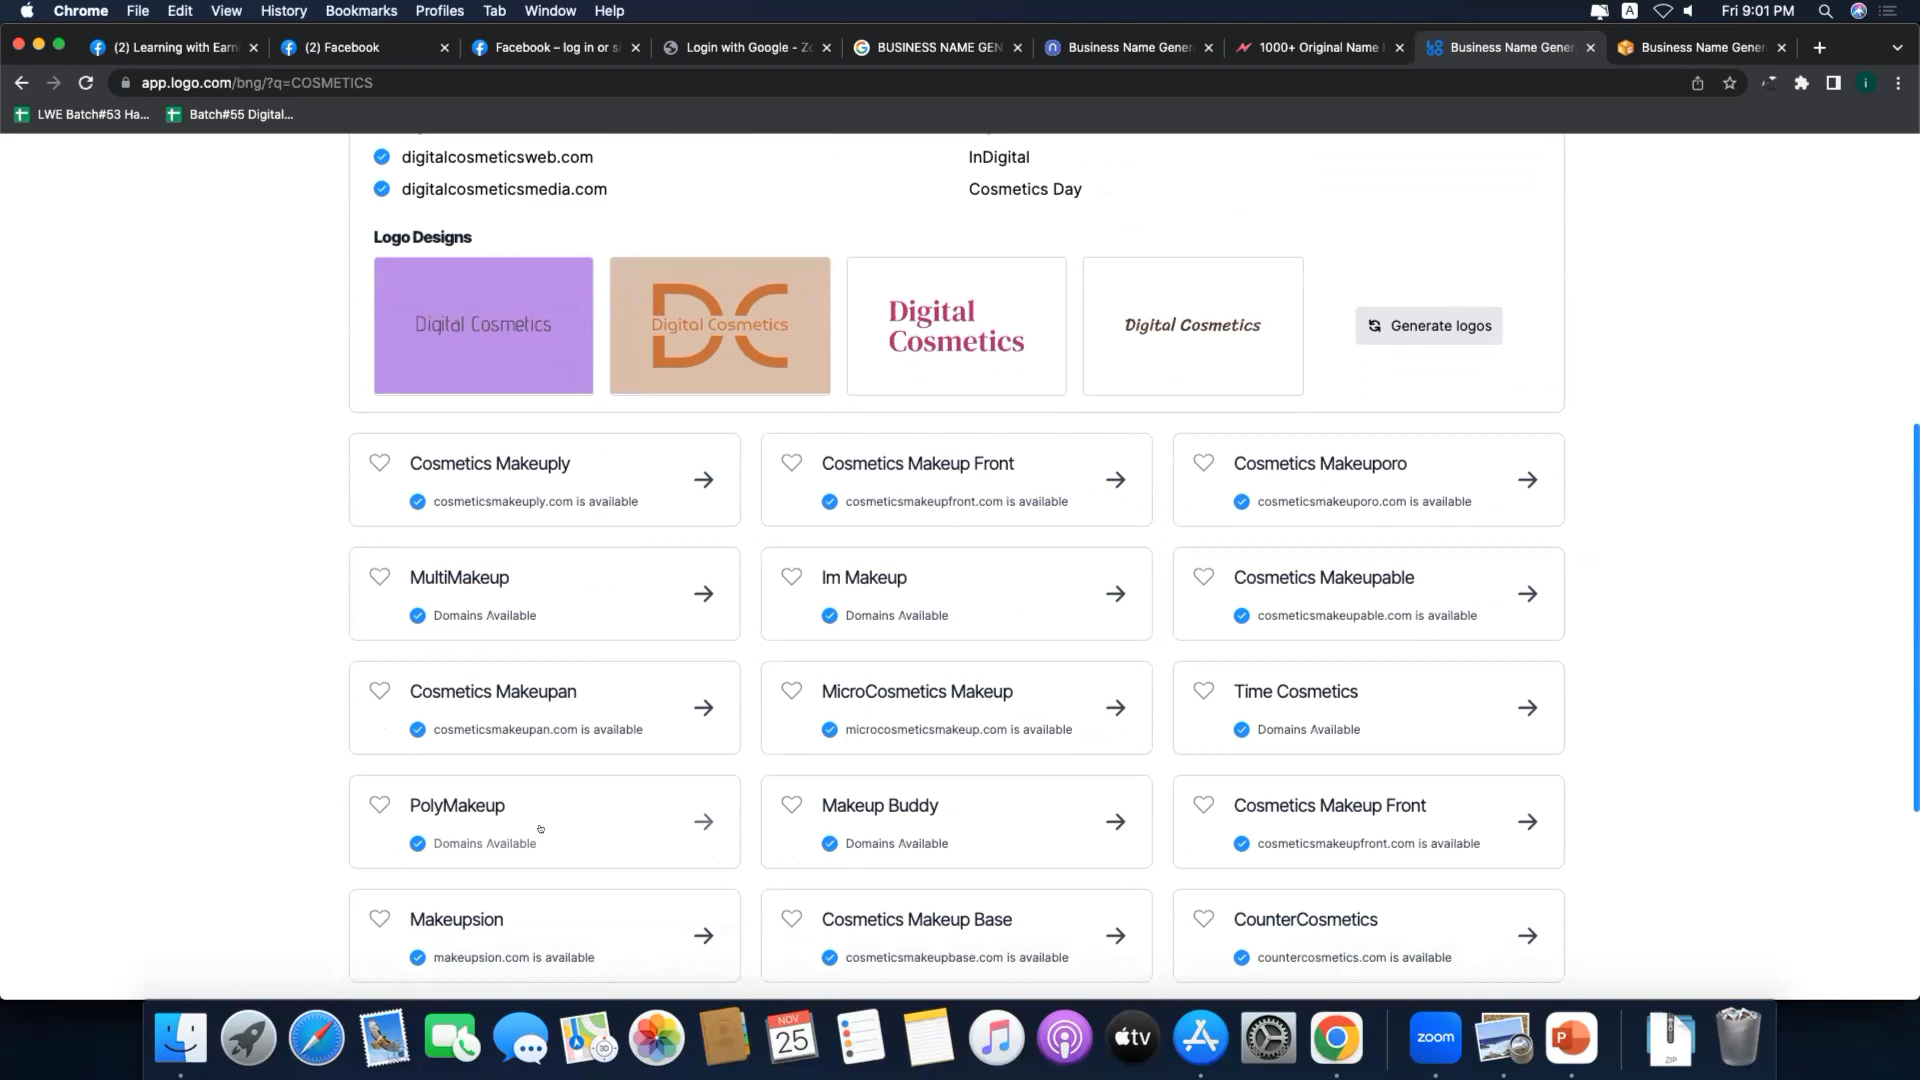 Chrome File Edit View History Bookmarks Profiles Tab Window Help A Fri 9:01 PM
(2) Learning with Earni (2) Facebook Facebook – log in or si Login with Google - Zo BUSINESS NAME GEN Business Name Gener 1000+ Original Name Business Name Gener Business Name Gener
app.logo.com/bng/?q=COSMETICS i
LWE Batch#53 Ha... Batch#55 Digital...
digitalcosmeticsweb.com InDigital
digitalcosmeticsmedia.com Cosmetics Day
Logo Designs
Digital Cosmetics
DC
Digital Cosmetics
Digital
Cosmetics
Digital Cosmetics
Generate logos
Cosmetics Makeuply
cosmeticsmakeuply.com is available
Cosmetics Makeup Front
cosmeticsmakeupfront.com is available
Cosmetics Makeuporo
cosmeticsmakeuporo.com is available
MultiMakeup
Domains Available
Im Makeup
Domains Available
Cosmetics Makeupable
cosmeticsmakeupable.com is available
Cosmetics Makeupan
cosmeticsmakeupan.com is available
MicroCosmetics Makeup
microcosmeticsmakeup.com is available
Time Cosmetics
Domains Available
PolyMakeup
Domains Available
Makeup Buddy
Domains Available
Cosmetics Makeup Front
cosmeticsmakeupfront.com is available
Makeupsion
makeupsion.com is available
Cosmetics Makeup Base
cosmeticsmakeupbase.com is available
CounterCosmetics
countercosmetics.com is available
NOV
25
tv
zoom
P
ZIP